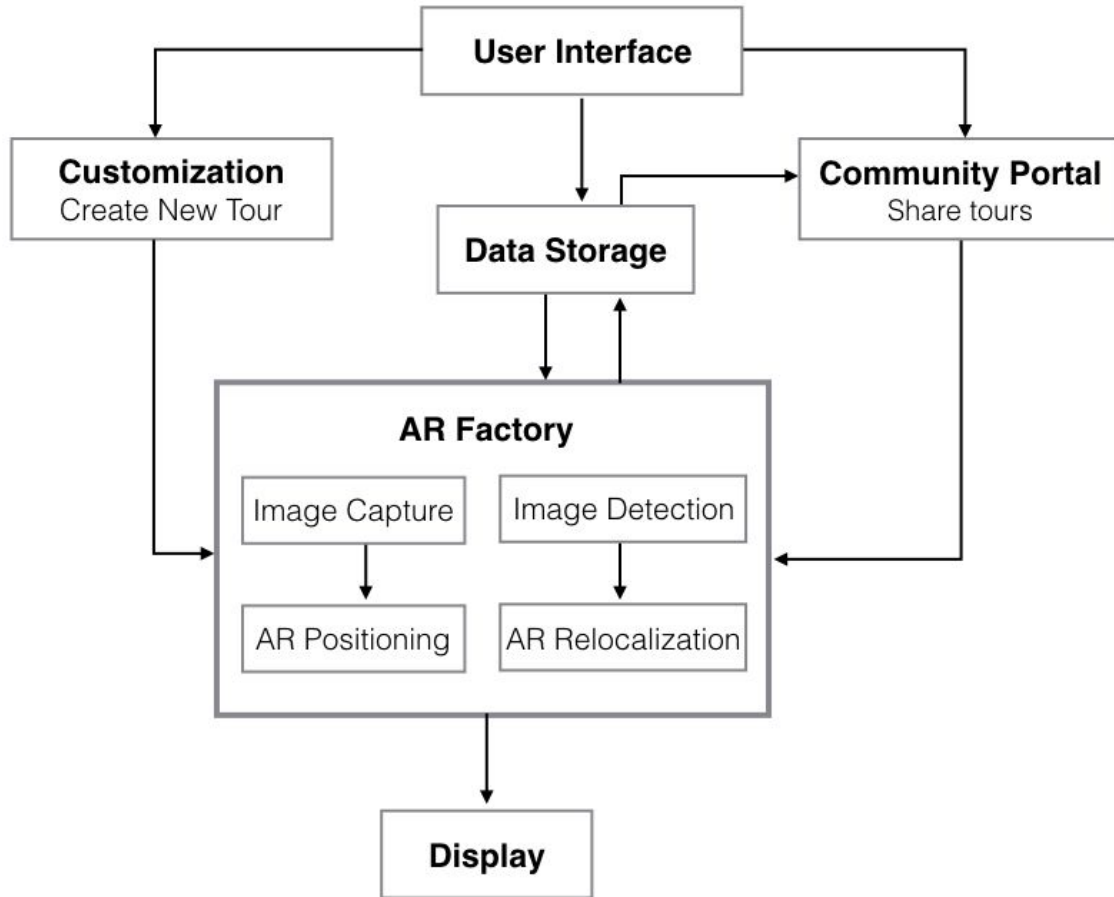 User Interface
Customization
Create New Tour
Community Portal
Share tours
Data Storage
AR Factory
Image Capture
Image Detection
AR Positioning
AR Relocalization
Display